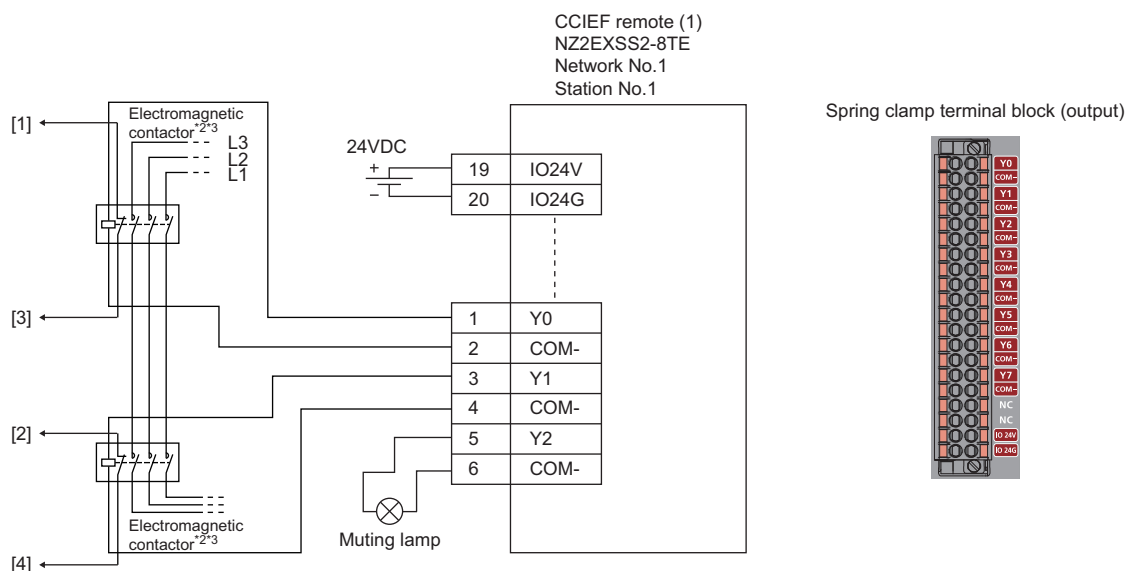 CCIEF remote (1)
NZ2EXSS2-8TE
Network No.1
Station No.1
[1]
Electromagnetic
contactor*2*3
L3
L2
L1
24VDC
+
−
19 IO24V
20 IO24G
[3]
1 Y0
2 COM-
3 Y1
4 COM-
5 Y2
6 COM-
[2]
Electromagnetic
contactor*2*3
[4]
Muting lamp
Spring clamp terminal block (output)
Y0
COM−
Y1
COM−
Y2
COM−
Y3
COM−
Y4
COM−
Y5
COM−
Y6
COM−
Y7
COM−
NC
NC
IO 24V
IO 24G